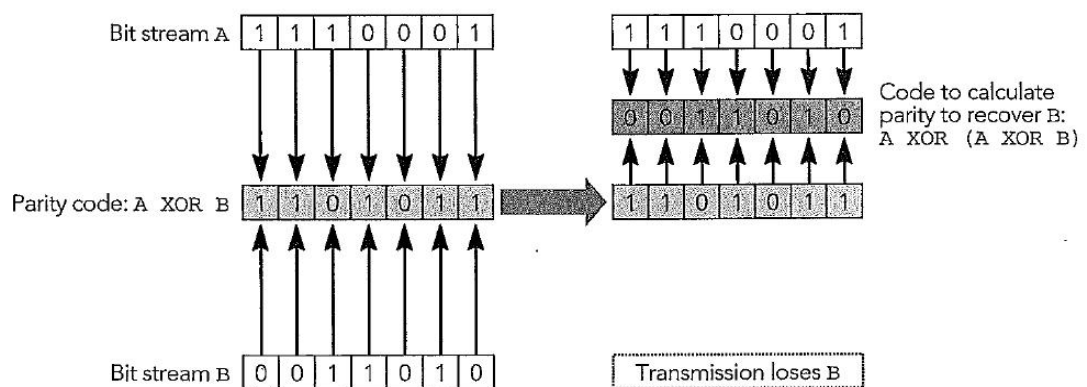 Bit stream A 1 1 1 0 0 0 1
1 1 1 0 0 0 1
0 0 1 1 0 1 0
Code to calculate
parity to recover B:
A XOR (A XOR B)
Parity code: A XOR B 1 1 0 1 0 1 1
1 1 0 1 0 1 1
Bit stream B 0 0 1 1 0 1 0
Transmission loses B